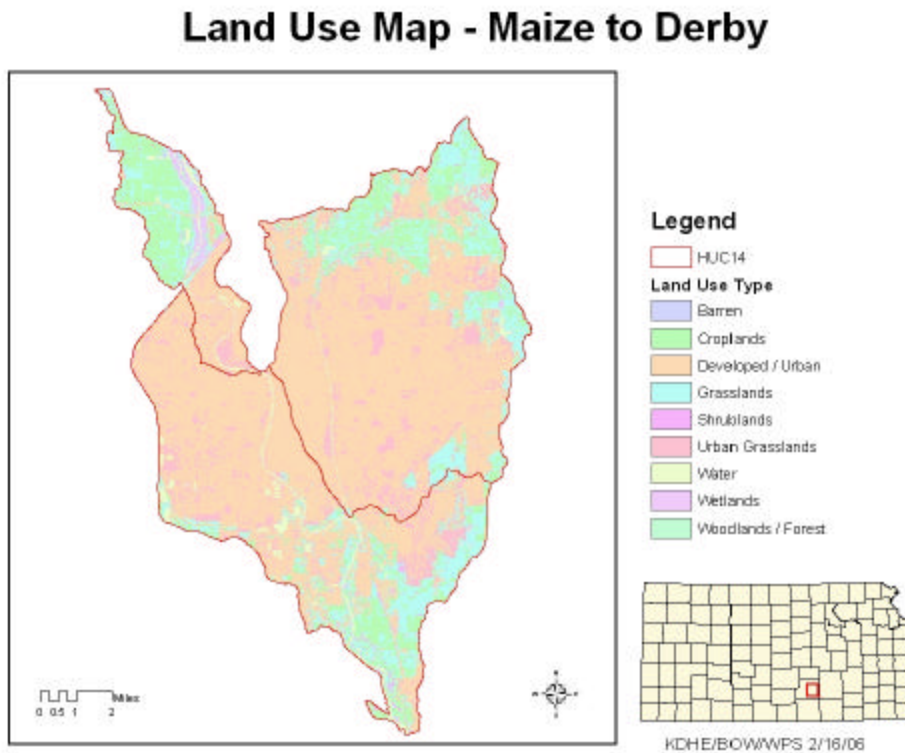 Land Use Map - Maize to Derby
Legend
HUC14
Land Use Type
Barren
Croplands
Developed / Urban
Grasslands
Shrublands
Urban Grasslands
Water
Wetlands
Woodlands / Forest
Miles
0 0.5 1 2
N
W E
S
KDHE/BOW/WPS 2/16/06